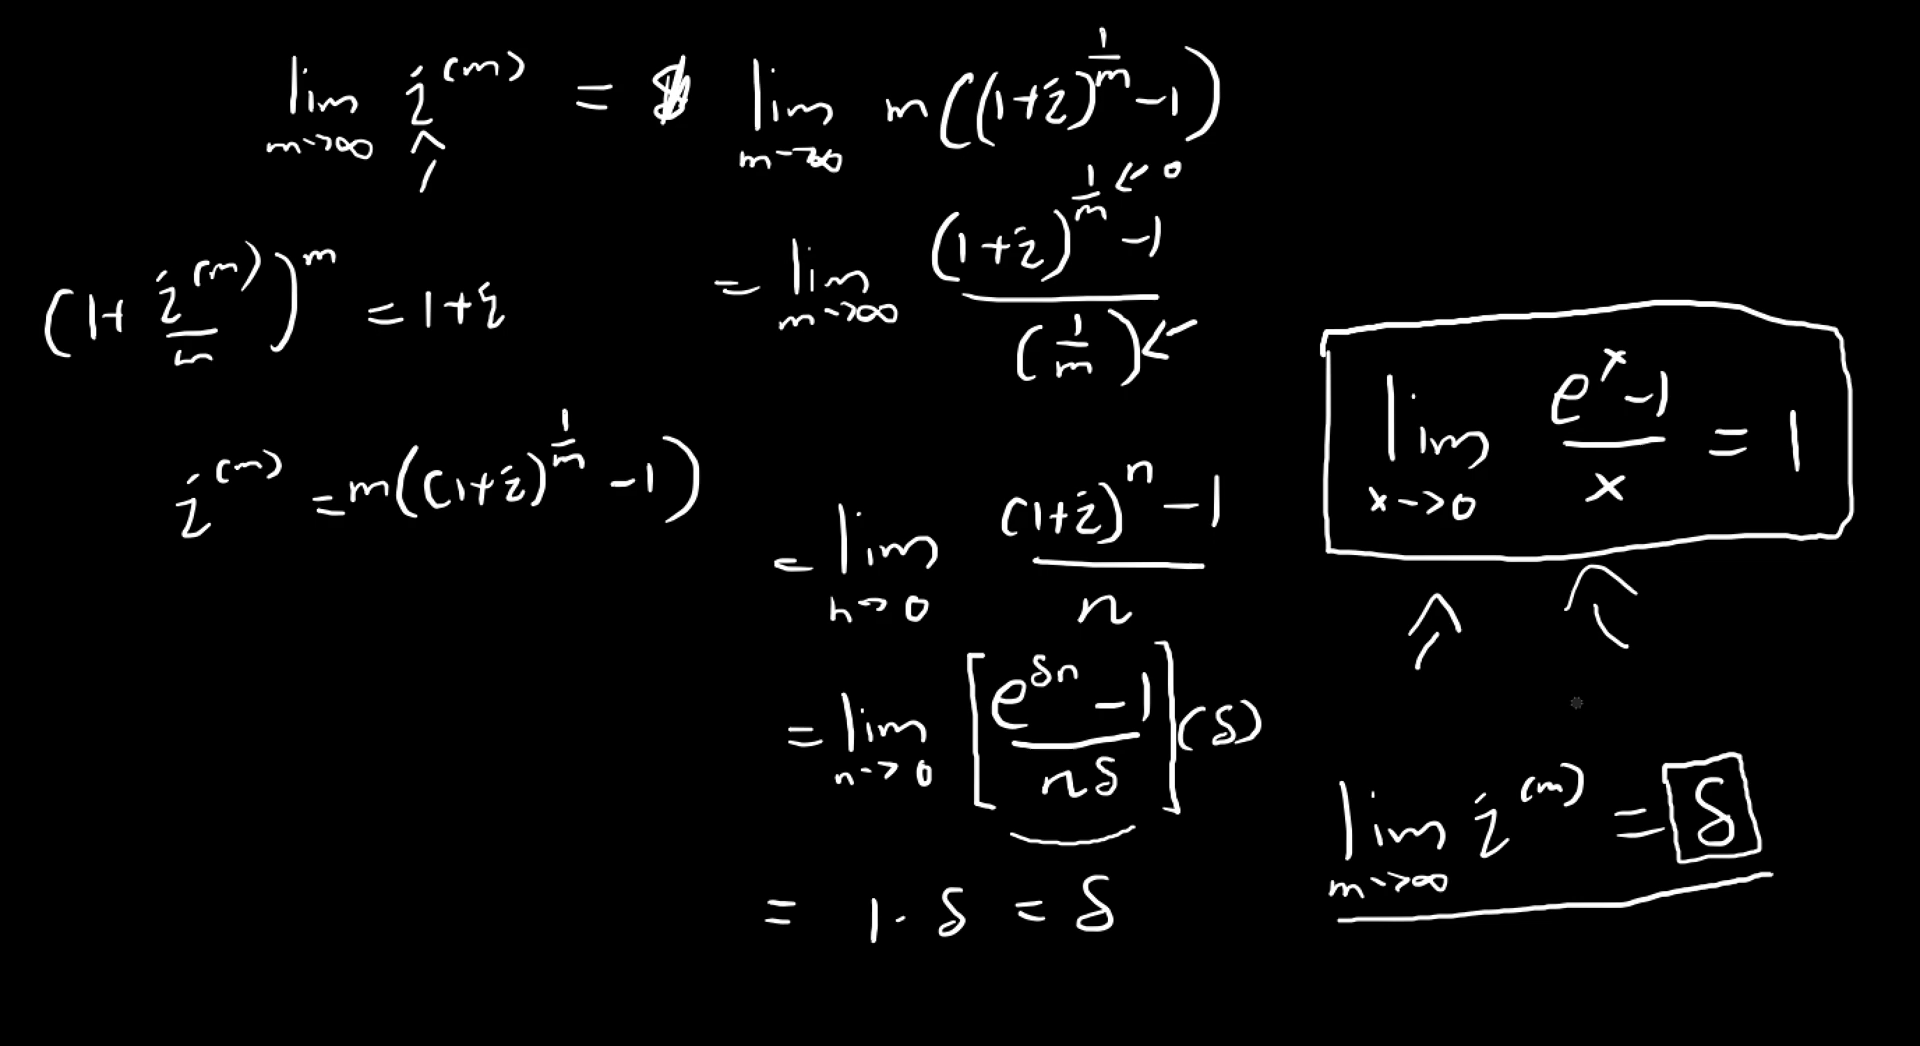 lim m->∞ i^(m) = lim m->∞ m((1+i)^(1/m) -1)
= lim m->∞ ((1+i)^(1/m) -1)/(1/m) ← 0
(1+ i^(m)/m)^m = 1+i
i^(m) = m((1+i)^(1/m) -1)
lim x->0 (e^x -1)/x = 1
= lim n->0 ((1+i)^n -1)/n
= lim n->0 [(e^(δn) -1)/(nδ)](δ)
= 1·δ = δ
lim m->∞ i^(m) = δ